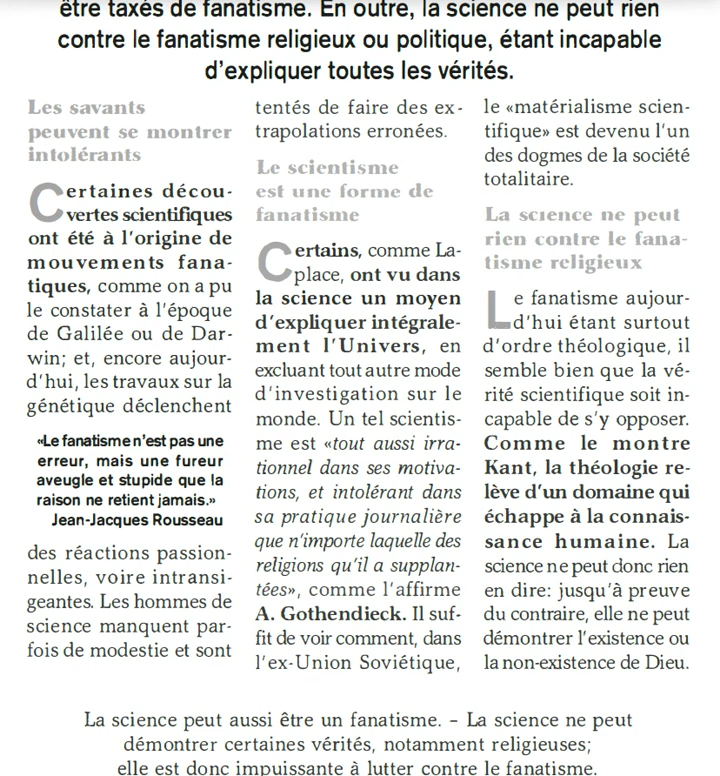 être taxés de fanatisme. En outre, la science ne peut rien
contre le fanatisme religieux ou politique, étant incapable
d'expliquer toutes les vérités.
Les savants
peuvent se montrer
intolérants
Certaines décou-
vertes scientifiques
ont été à l'origine de
mouvements fana-
tiques, comme on a pu
le constater à l'époque
de Galilée ou de Dar-
win; et, encore aujour-
d'hui, les travaux sur la
génétique déclenchent
«Le fanatisme n'est pas une
erreur, mais une fureur
aveugle et stupide que la
raison ne retient jamais.»
Jean-Jacques Rousseau
des réactions passion-
nelles, voire intransi-
geantes. Les hommes de
science manquent par-
fois de modestie et sont
tentés de faire des ex-
trapolations erronées.
Le scientisme
est une forme de
fanatisme
Certains, comme La-
place, ont vu dans
la science un moyen
d'expliquer intégrale-
ment l'Univers, en
excluant tout autre mode
d'investigation sur le
monde. Un tel scientis-
me est «tout aussi irra-
tionnel dans ses motiva-
tions, et intolérant dans
sa pratique journalière
que n'importe laquelle des
religions qu'il a supplan-
tées», comme l'affirme
A. Gothendieck. Il suf-
fit de voir comment, dans
l'ex-Union Soviétique,
le «matérialisme scien-
tifique» est devenu l'un
des dogmes de la société
totalitaire.
La science ne peut
rien contre le fana-
tisme religieux
Le fanatisme aujour-
d'hui étant surtout
d'ordre théologique, il
semble bien que la vé-
rité scientifique soit in-
capable de s'y opposer.
Comme le montre
Kant, la théologie re-
lève d'un domaine qui
échappe à la connais-
sance humaine. La
science ne peut donc rien
en dire: jusqu'à preuve
du contraire, elle ne peut
démontrer l'existence ou
la non-existence de Dieu.
La science peut aussi être un fanatisme. – La science ne peut
démontrer certaines vérités, notamment religieuses;
elle est donc impuissante à lutter contre le fanatisme.